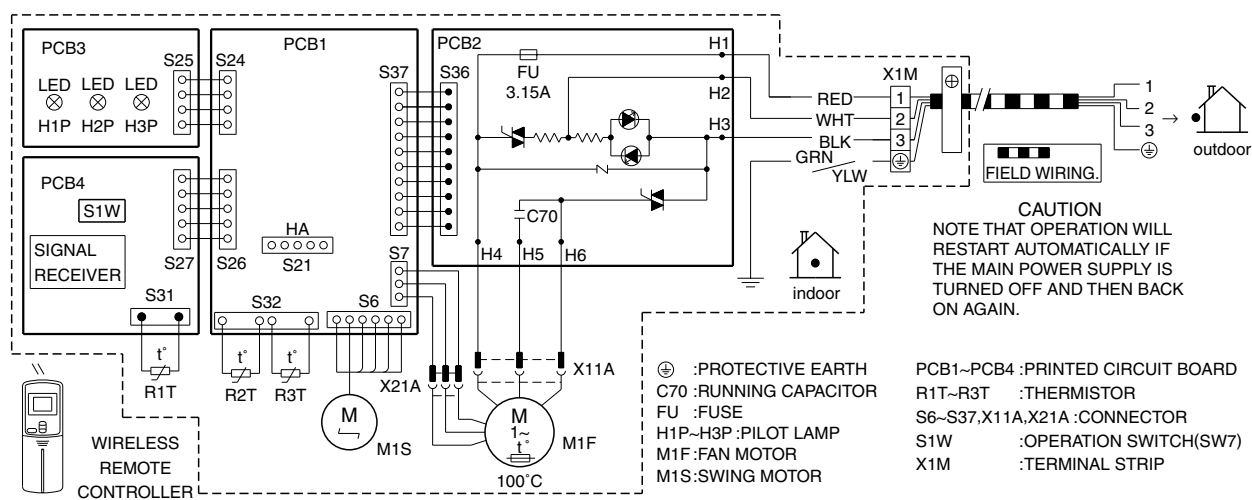 PCB3
LED LED LED
H1P H2P H3P
S25
S24
PCB1
S37
S36
PCB2
FU
3.15A
H1
H2
H3
C70
H4
H5
H6
X1M
RED
1
WHT
2
BLK
3
GRN
YLW
1
2
3
outdoor
FIELD WIRING.
CAUTION
NOTE THAT OPERATION WILL
RESTART AUTOMATICALLY IF
THE MAIN POWER SUPPLY IS
TURNED OFF AND THEN BACK
ON AGAIN.
indoor
PCB4
S1W
SIGNAL
RECEIVER
S27
S26
HA
S21
S7
S31
S32
S6
t°
R1T
t°
R2T
t°
R3T
X21A
X11A
M
M1S
M
1~
t°
M1F
100°C
WIRELESS
REMOTE
CONTROLLER
:PROTECTIVE EARTH
C70 :RUNNING CAPACITOR
FU :FUSE
H1P~H3P :PILOT LAMP
M1F :FAN MOTOR
M1S :SWING MOTOR
PCB1~PCB4 :PRINTED CIRCUIT BOARD
R1T~R3T :THERMISTOR
S6~S37,X11A,X21A :CONNECTOR
S1W :OPERATION SWITCH(SW7)
X1M :TERMINAL STRIP